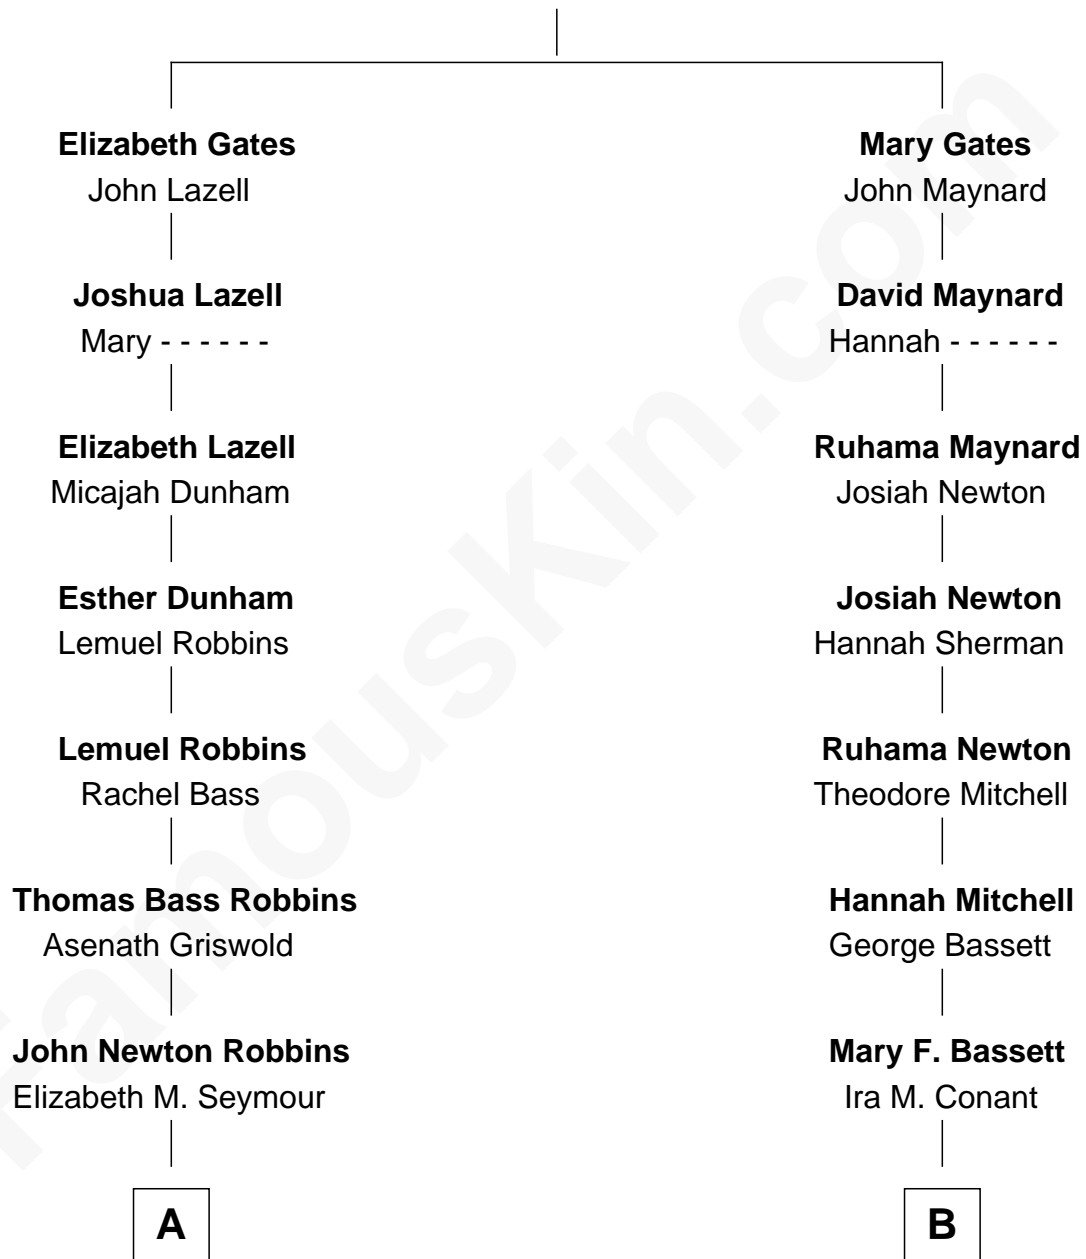 Elizabeth Gates
John Lazell
Joshua Lazell
Mary - - - - - -
Elizabeth Lazell
Micajah Dunham
Esther Dunham
Lemuel Robbins
Lemuel Robbins
Rachel Bass
Thomas Bass Robbins
Asenath Griswold
John Newton Robbins
Elizabeth M. Seymour
A
Mary Gates
John Maynard
David Maynard
Hannah - - - - - -
Ruhama Maynard
Josiah Newton
Josiah Newton
Hannah Sherman
Ruhama Newton
Theodore Mitchell
Hannah Mitchell
George Bassett
Mary F. Bassett
Ira M. Conant
B
FamousKin.com